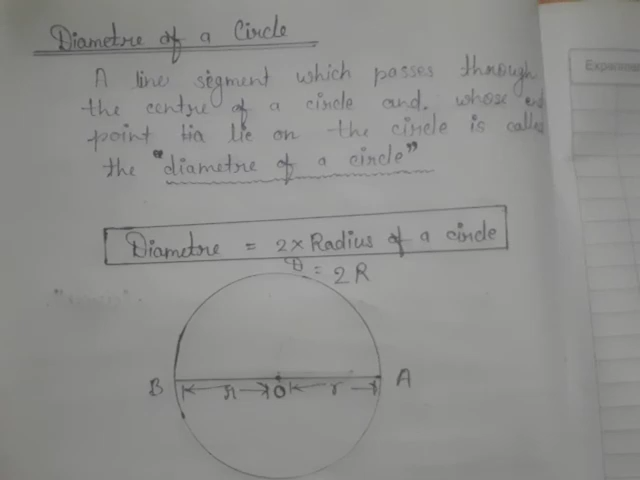 Diametre of a Circle
A line segment which passes through
the centre of a circle and. whose end
point tia lie on the circle is called
the "diametre of a circle"
Diametre = 2 × Radius of a circle
D = 2R
B r O r A